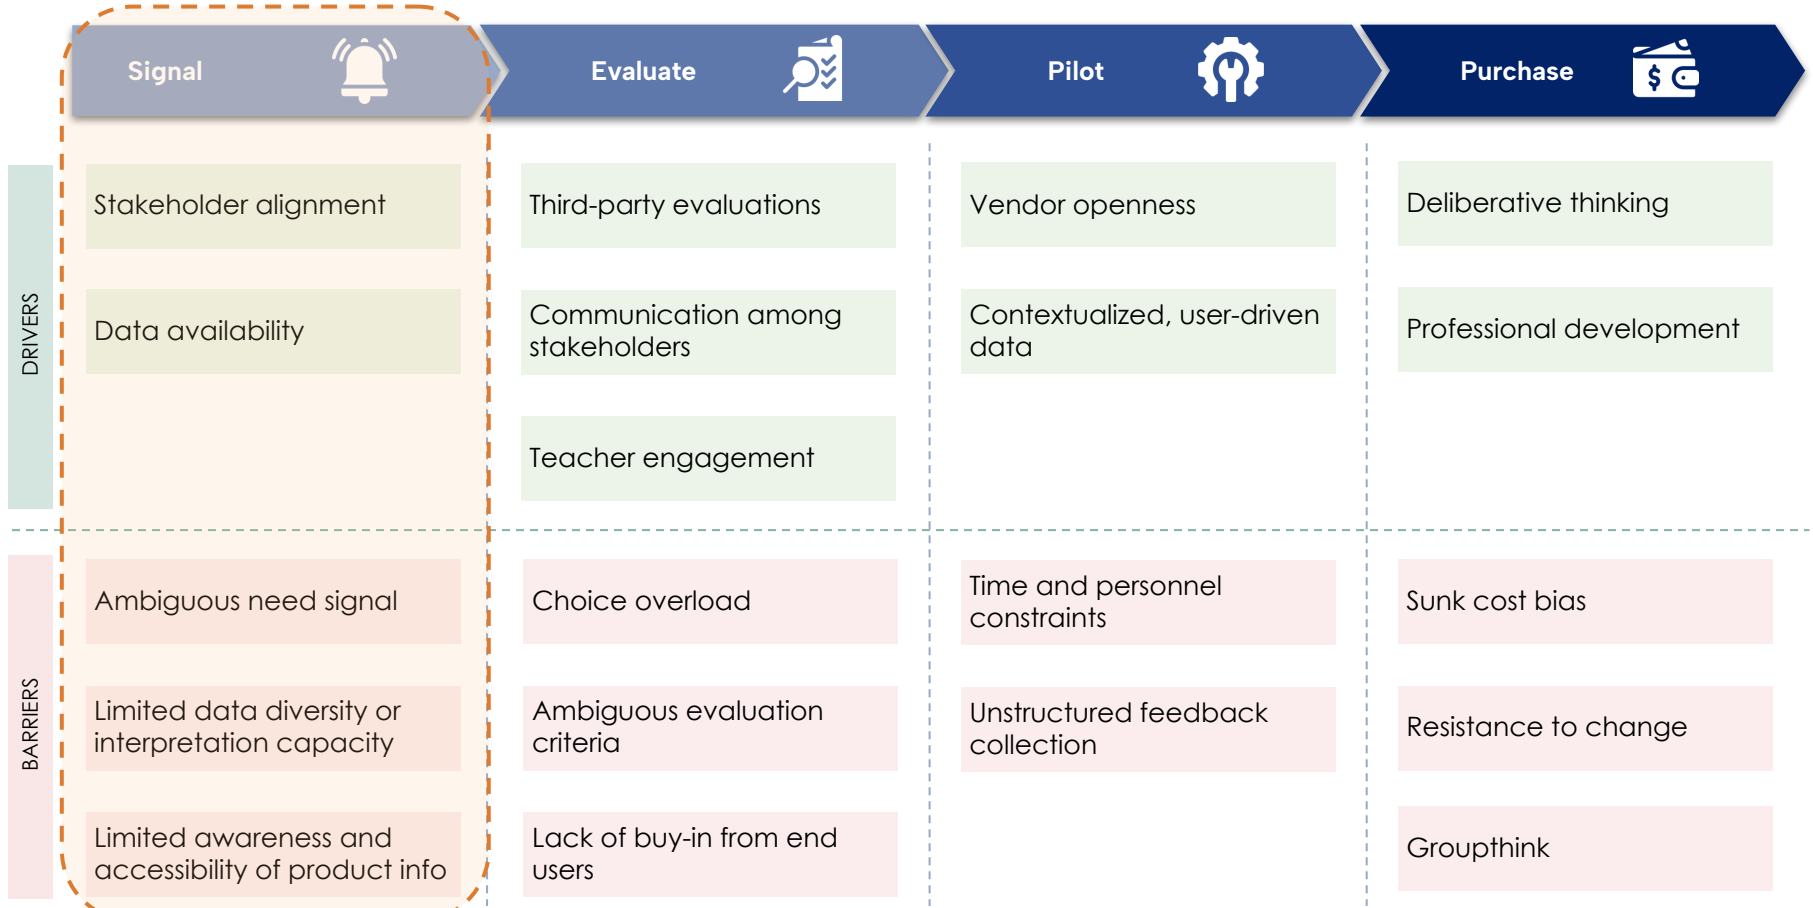 Signal
Evaluate
Pilot
Purchase
$
DRIVERS
Stakeholder alignment
Third-party evaluations
Vendor openness
Deliberative thinking
Data availability
Communication among
stakeholders
Contextualized, user-driven
data
Professional development
Teacher engagement
BARRIERS
Ambiguous need signal
Choice overload
Time and personnel
constraints
Sunk cost bias
Limited data diversity or
interpretation capacity
Ambiguous evaluation
criteria
Unstructured feedback
collection
Resistance to change
Limited awareness and
accessibility of product info
Lack of buy-in from end
users
Groupthink